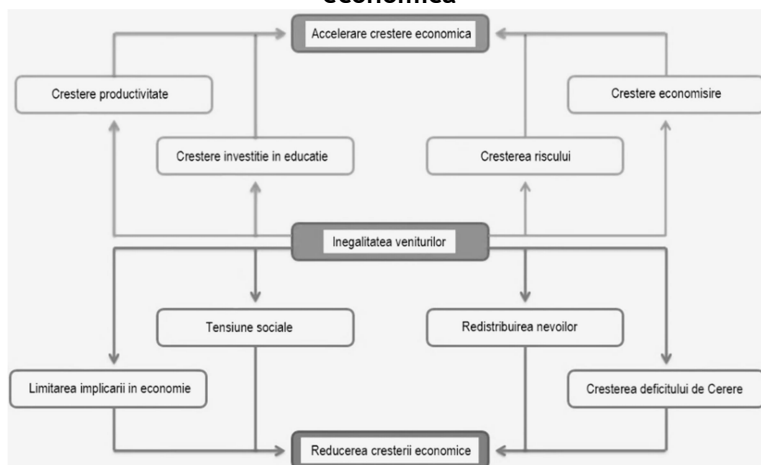 economica
Accelerare crestere economica
Crestere productivitate
Crestere economisire
Crestere investitie in educatie
Cresterea riscului
Inegalitatea veniturilor
Tensiune sociale
Redistribuirea nevoilor
Limitarea implicarii in economie
Cresterea deficitului de Cerere
Reducerea cresterii economice